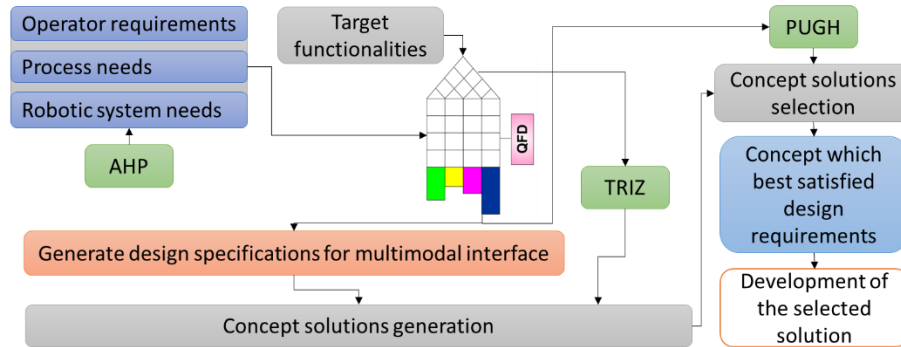 Operator requirements
Process needs
Robotic system needs
AHP
Target
functionalities
QFD
TRIZ
PUGH
Concept solutions
selection
Concept which
best satisfied
design
requirements
Development of
the selected
solution
Generate design specifications for multimodal interface
Concept solutions generation